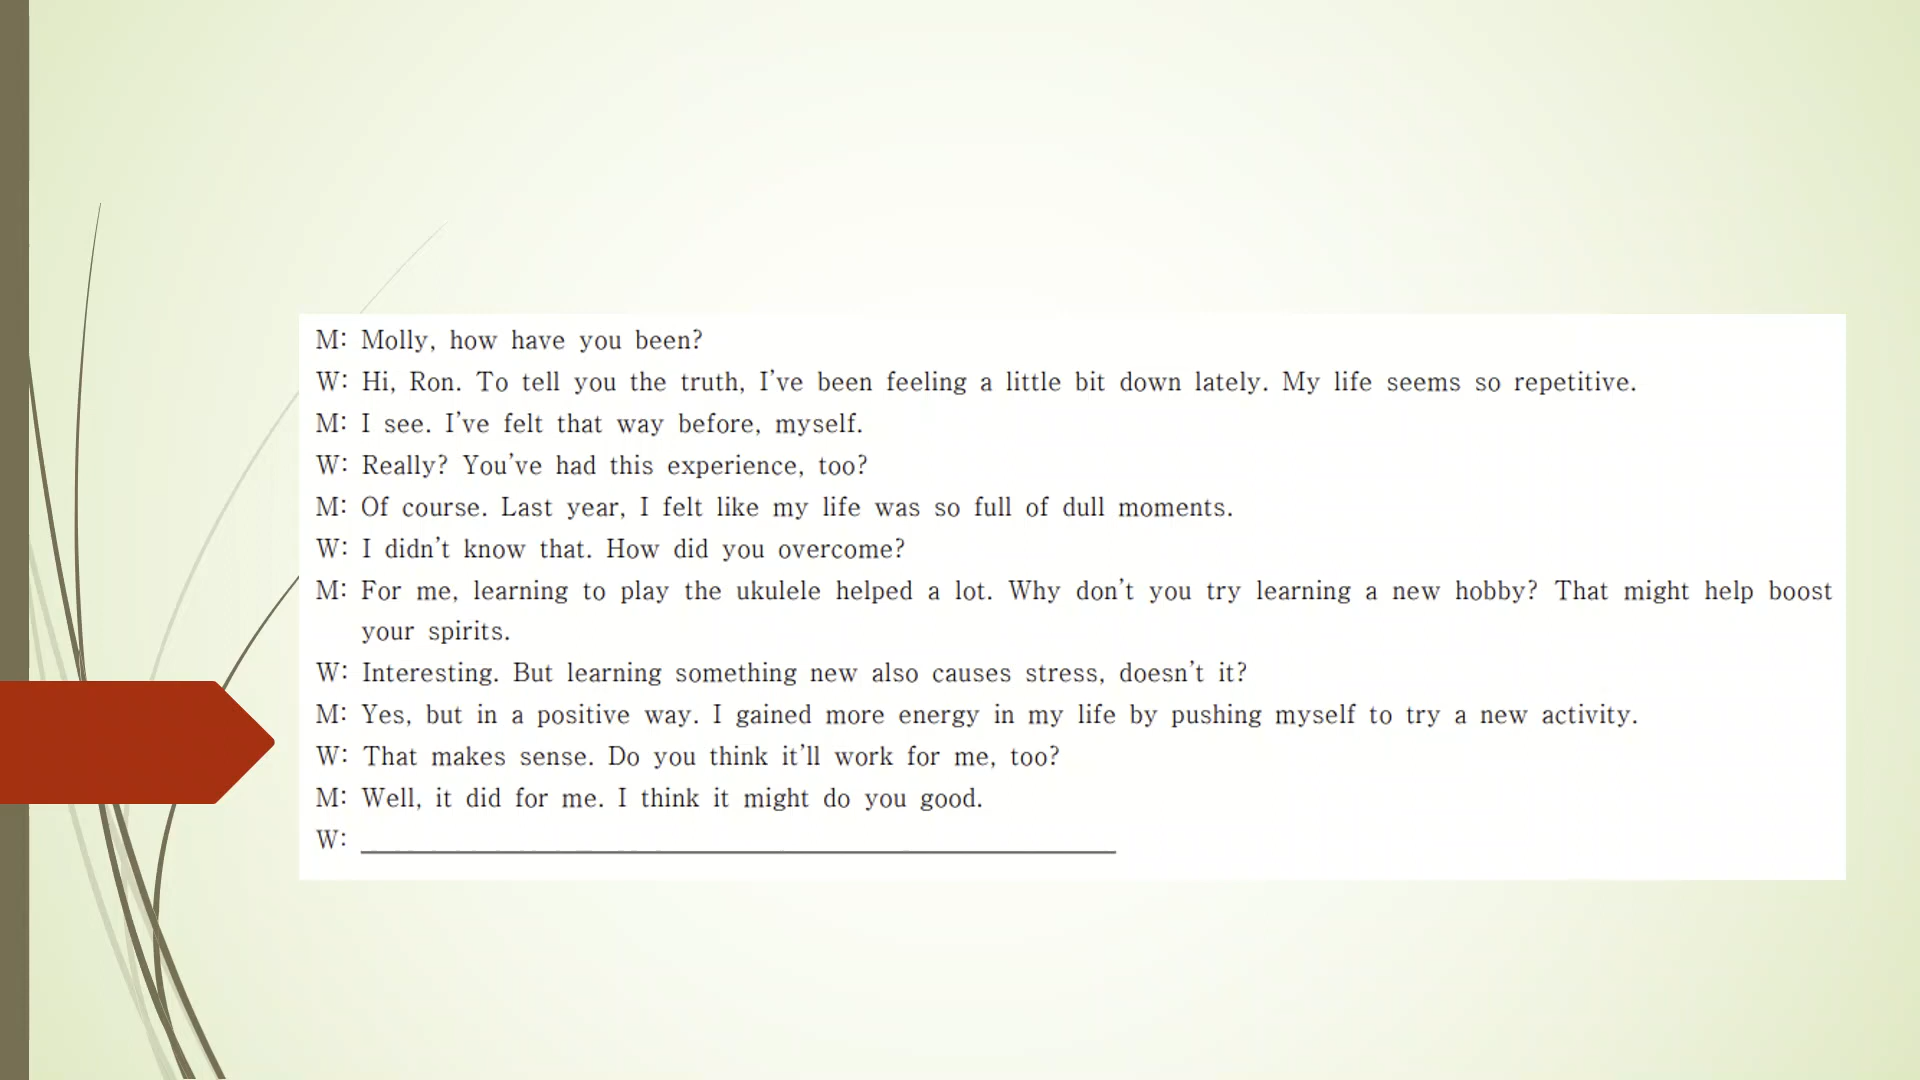 M: Molly, how have you been?
W: Hi, Ron. To tell you the truth, I've been feeling a little bit down lately. My life seems so repetitive.
M: I see. I've felt that way before, myself.
W: Really? You've had this experience, too?
M: Of course. Last year, I felt like my life was so full of dull moments.
W: I didn't know that. How did you overcome?
M: For me, learning to play the ukulele helped a lot. Why don't you try learning a new hobby? That might help boost
your spirits.
W: Interesting. But learning something new also causes stress, doesn't it?
M: Yes, but in a positive way. I gained more energy in my life by pushing myself to try a new activity.
W: That makes sense. Do you think it'll work for me, too?
M: Well, it did for me. I think it might do you good.
W: ____________________